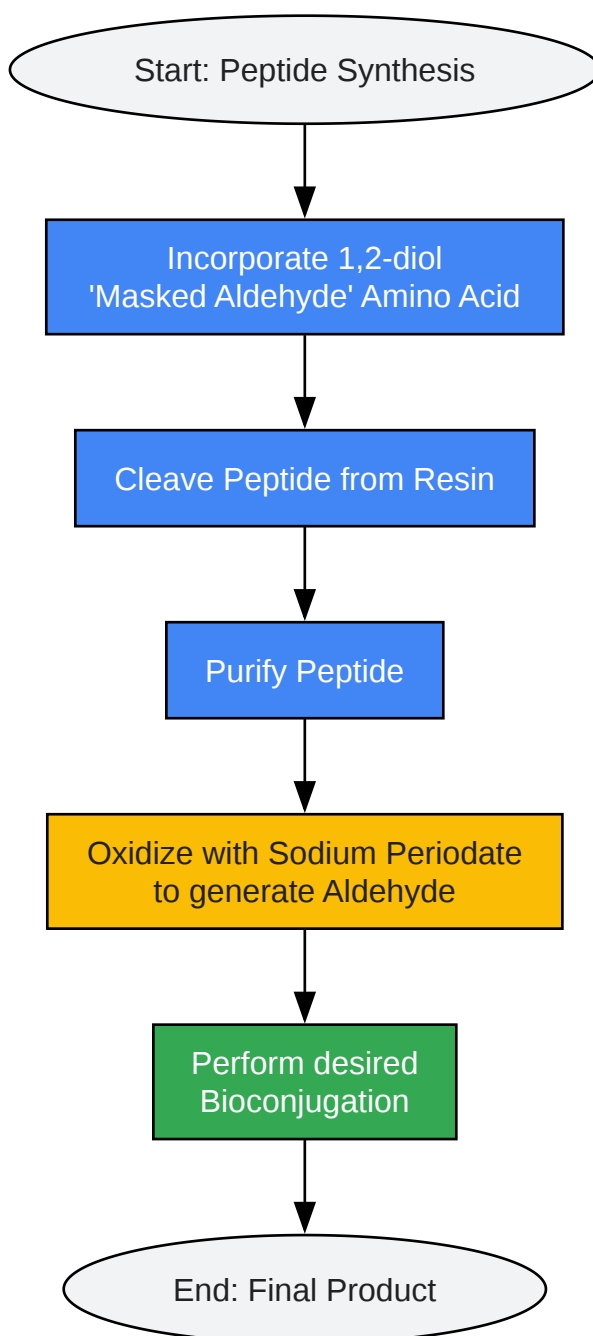 Start: Peptide Synthesis
Incorporate 1,2-diol
'Masked Aldehyde' Amino Acid
Cleave Peptide from Resin
Purify Peptide
Oxidize with Sodium Periodate
to generate Aldehyde
Perform desired
Bioconjugation
End: Final Product